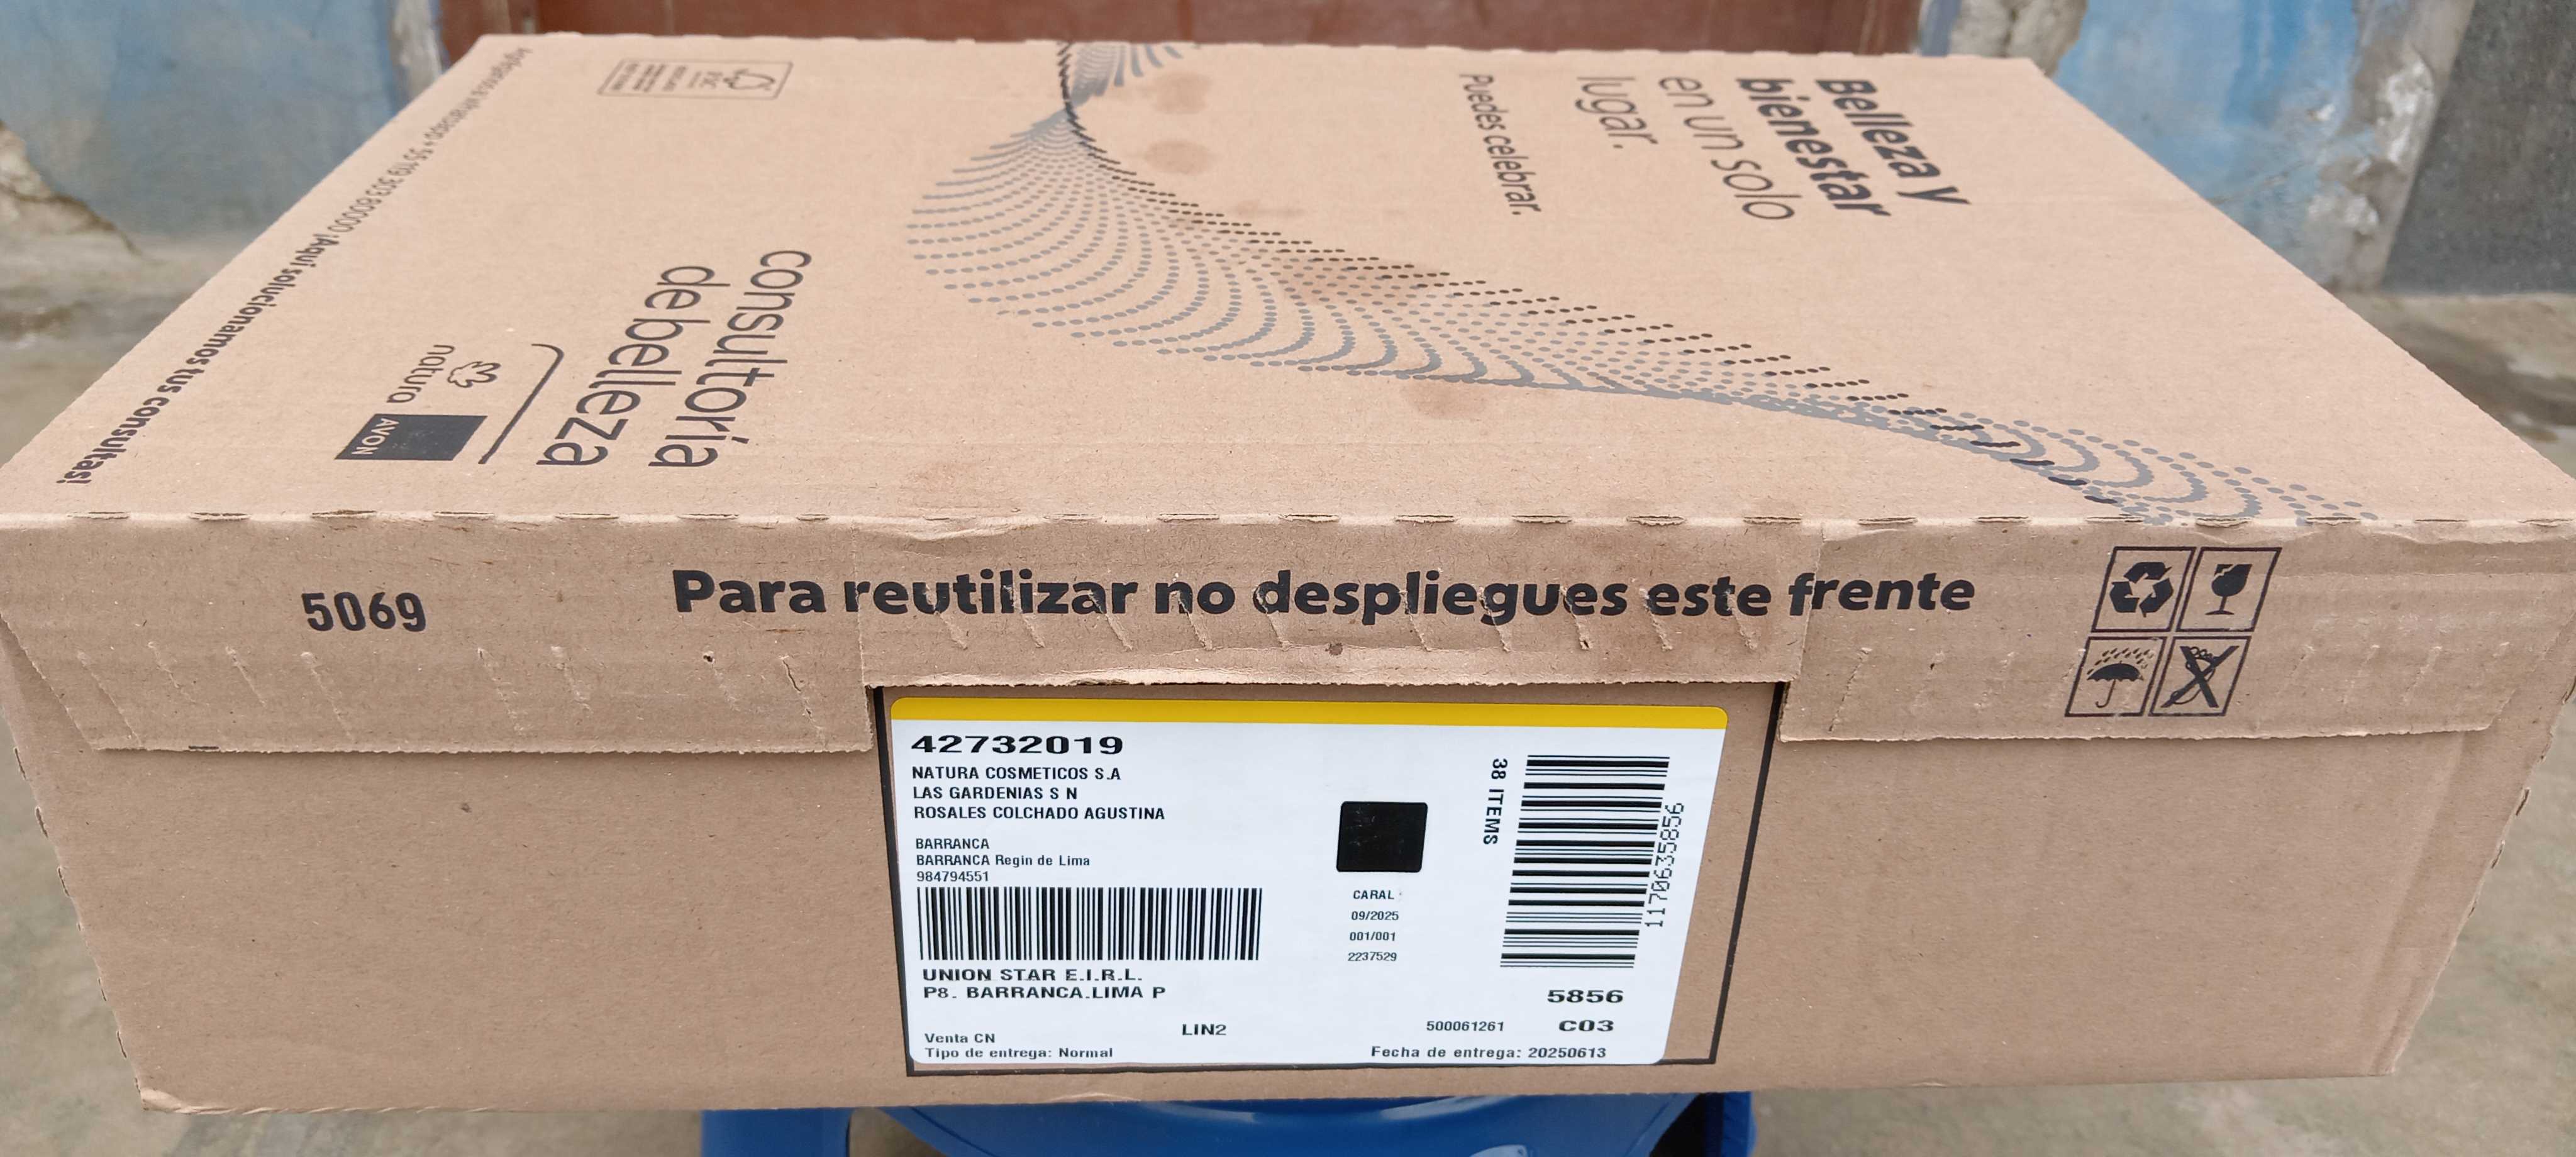 Belleza y
bienestar
en un solo
lugar.
Puedes celebrar.
consultoría
de belleza
natura
AVON
¡Aquí solucionamos tus consultas!
FSC
5069
Para reutilizar no despliegues este frente
42732019
NATURA COSMETICOS S.A
LAS GARDENIAS S N
ROSALES COLCHADO AGUSTINA
BARRANCA
BARRANCA Regin de Lima
984794551
UNION STAR E.I.R.L.
P8. BARRANCA.LIMA P
LIN2
Venta CN
Tipo de entrega: Normal
CARAL
09/2025
001/001
2237529
38 ITEMS
11706355856
5856
500061261
C03
Fecha de entrega: 20250613